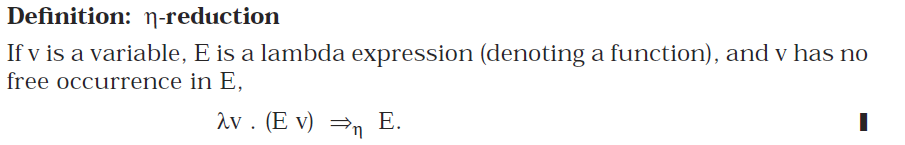 Definition: η-reduction
If v is a variable, E is a lambda expression (denoting a function), and v has no
free occurrence in E,
λv . (E v) ⇒η E.